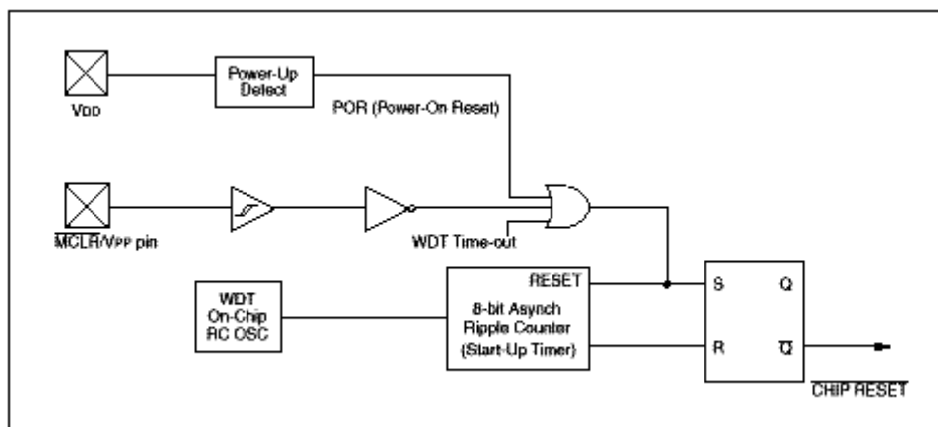 Power-Up
Detect
VDD
POR (Power-On Reset)
MCLR/VPP pin
WDT Time-out
WDT
On-Chip
RC OSC
RESET
8-bit Asynch
Ripple Counter
(Start-Up Timer)
S Q
R Q̅
CHIP RESET